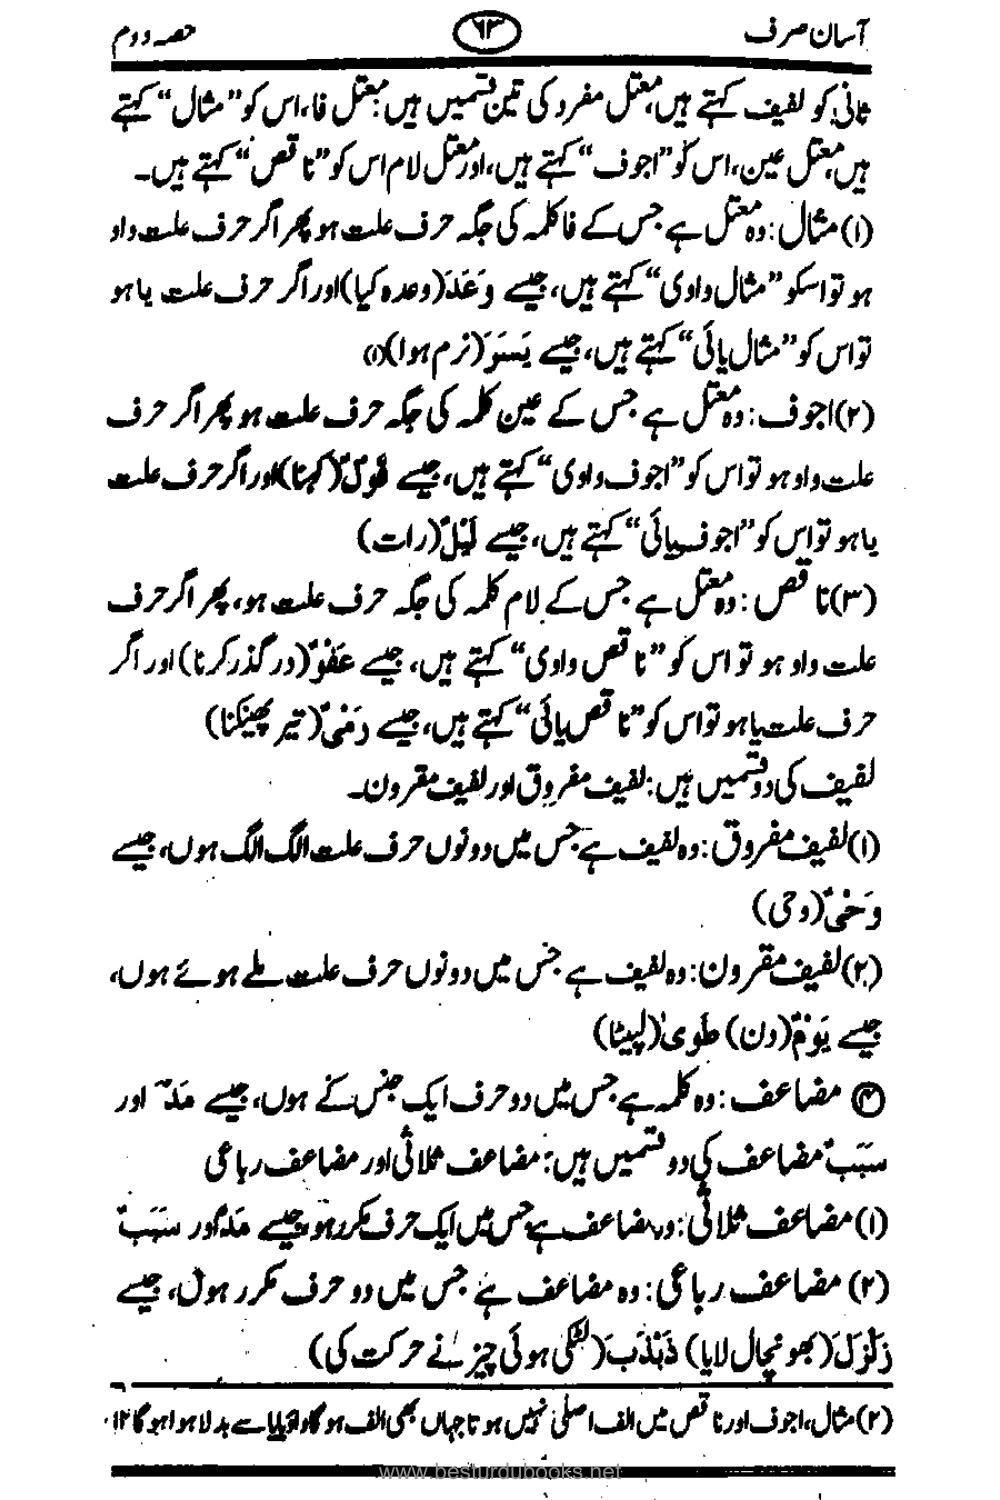 آسان صرف ۶۳ حصہ دوم
ثانی کو لفیف کہتے ہیں، معتل مفرد کی تین قسمیں ہیں: معتل فا، اس کو ”مثال“ کہتے
ہیں، معتل عین، اس کو ”اجوف“ کہتے ہیں، اور معتل لام اس کو ”ناقص“ کہتے ہیں۔
(۱) مثال: وہ معتل ہے جس کے فا کلمہ کی جگہ حرف علت ہو پھر اگر حرف علت واو
ہو تو اسکو ”مثال واوی“ کہتے ہیں، جیسے وَعَدَ (وعدہ کیا) اور اگر حرف علت یا ہو
تو اس کو ”مثال یائی“ کہتے ہیں، جیسے یَسَرَ (نرم ہوا)(۱)
(۲) اجوف: وہ معتل ہے جس کے عین کلمہ کی جگہ حرف علت ہو پھر اگر حرف
علت واو ہو تو اس کو ”اجوف واوی“ کہتے ہیں، جیسے قَوْلٌ (کہنا) اور اگر حرف علت
یا ہو تو اس کو ”اجوف یائی“ کہتے ہیں، جیسے لَیْلٌ (رات)
(۳) ناقص: وہ معتل ہے جس کے لام کلمہ کی جگہ حرف علت ہو، پھر اگر حرف
علت واو ہو تو اس کو ”ناقص واوی“ کہتے ہیں، جیسے عَفْوٌ (درگذر کرنا) اور اگر
حرف علت یا ہو تو اس کو ”ناقص یائی“ کہتے ہیں، جیسے رَمْیٌ (تیر پھینکنا)
لفیف کی دو قسمیں ہیں: لفیف مفروق اور لفیف مقرون۔
(۱) لفیف مفروق: وہ لفیف ہے جس میں دونوں حرف علت الگ الگ ہوں، جیسے
وَحْیٌ (وحی)
(۲) لفیف مقرون: وہ لفیف ہے جس میں دونوں حرف علت ملے ہوئے ہوں،
جیسے یَوْمٌ (دن) طَویٰ (لپیٹا)
④ مضاعف: وہ کلمہ ہے جس میں دو حرف ایک جنس کے ہوں، جیسے مَدٌّ اور
سَبَبٌ مضاعف کی دو قسمیں ہیں: مضاعف ثلاثی اور مضاعف رباعی
(۱) مضاعف ثلاثی: وہ مضاعف ہے جس میں ایک حرف مکرر ہو، جیسے مَدٌّ اور سَبَبٌ
(۲) مضاعف رباعی: وہ مضاعف ہے جس میں دو حرف مکرر ہوں، جیسے
زَلْزَلَ (بھونچال لایا) ذَبْذَبَ (لٹکی ہوئی چیز نے حرکت کی)
(۲) مثال، اجوف اور ناقص میں الف اصلی نہیں ہوتا جہاں بھی الف ہوگا واؤ یا یا سے بدلا ہوا ہوگا ۱۲
www.besturdubooks.net